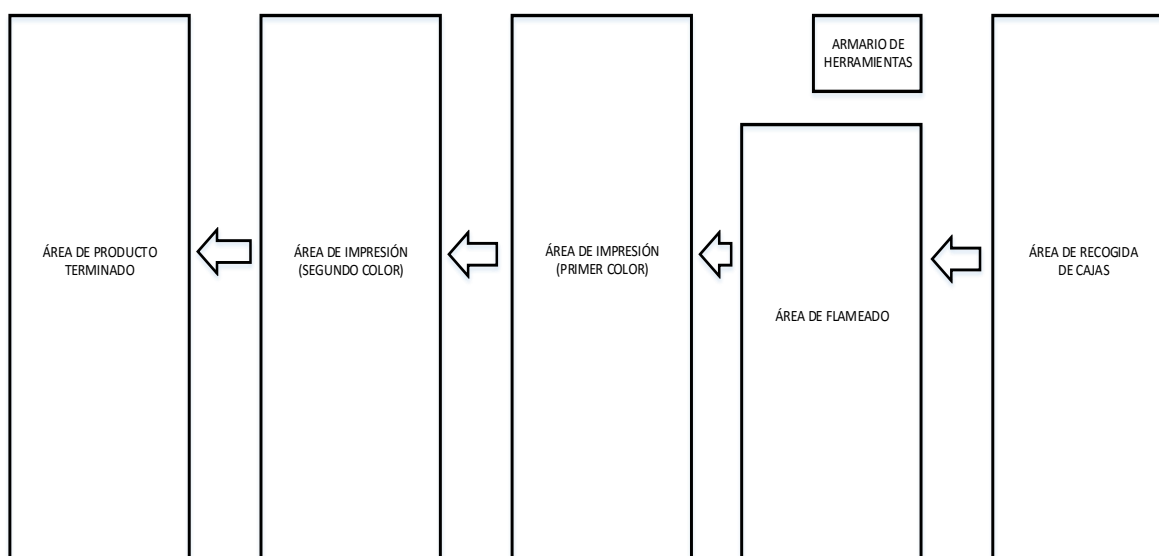 ARMARIO DE
HERRAMIENTAS
ÁREA DE PRODUCTO
TERMINADO
ÁREA DE IMPRESIÓN
(SEGUNDO COLOR)
ÁREA DE IMPRESIÓN
(PRIMER COLOR)
ÁREA DE FLAMEADO
ÁREA DE RECOGIDA
DE CAJAS